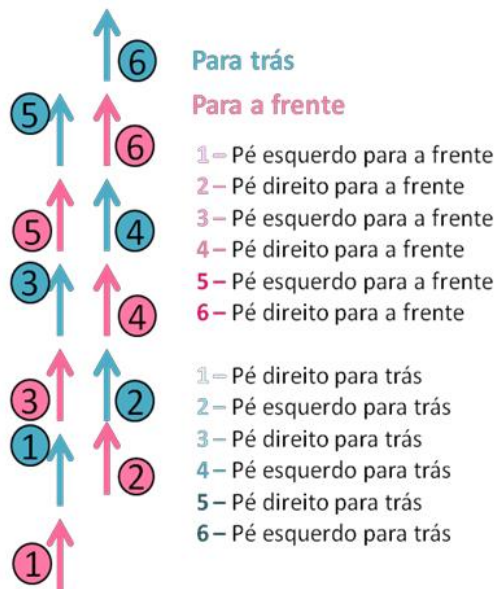 6
Para trás
5
Para a frente
6
1 – Pé esquerdo para a frente
2 – Pé direito para a frente
5
4
3 – Pé esquerdo para a frente
4 – Pé direito para a frente
3
4
5 – Pé esquerdo para a frente
6 – Pé direito para a frente
3
2
1 – Pé direito para trás
2 – Pé esquerdo para trás
1
2
3 – Pé direito para trás
4 – Pé esquerdo para trás
5 – Pé direito para trás
6 – Pé esquerdo para trás
1